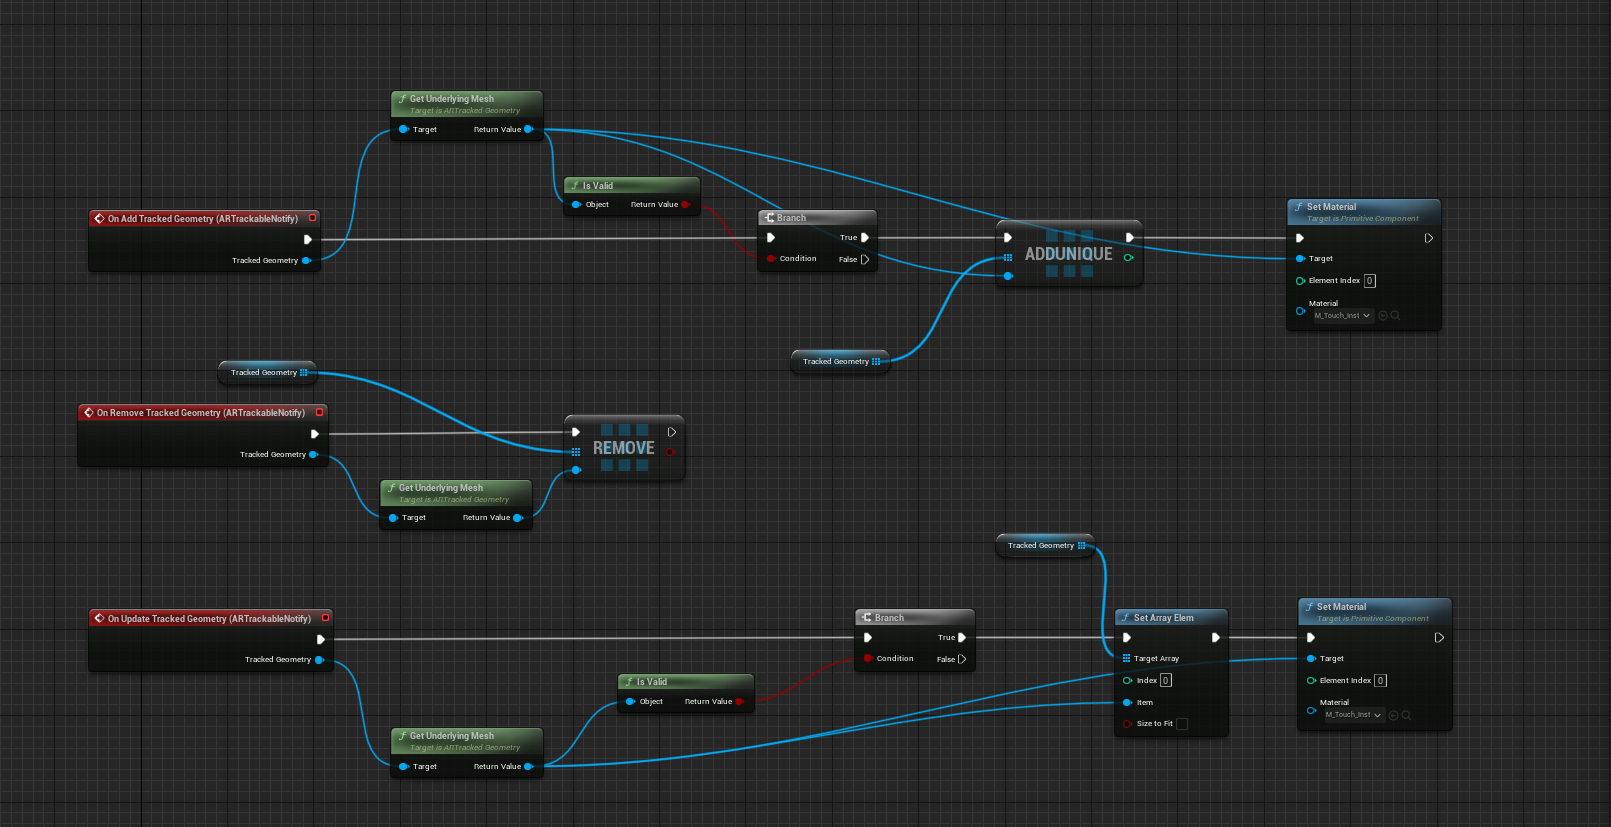 Get Underlying Mesh
Target is ARTracked Geometry
Target Return Value
Is Valid
Object Return Value
On Add Tracked Geometry (ARTrackableNotify)
Tracked Geometry
Branch
True
Condition False
ADDUNIQUE
Set Material
Target is Primitive Component
Target
Element Index 0
Material
M_Touch_Inst
Tracked Geometry
Tracked Geometry
On Remove Tracked Geometry (ARTrackableNotify)
Tracked Geometry
REMOVE
Get Underlying Mesh
Target is ARTracked Geometry
Target Return Value
Tracked Geometry
On Update Tracked Geometry (ARTrackableNotify)
Tracked Geometry
Branch
True
Condition False
Is Valid
Object Return Value
Get Underlying Mesh
Target is ARTracked Geometry
Target Return Value
Set Array Elem
Target Array
Index 0
Item
Size to Fit
Set Material
Target is Primitive Component
Target
Element Index 0
Material
M_Touch_Inst